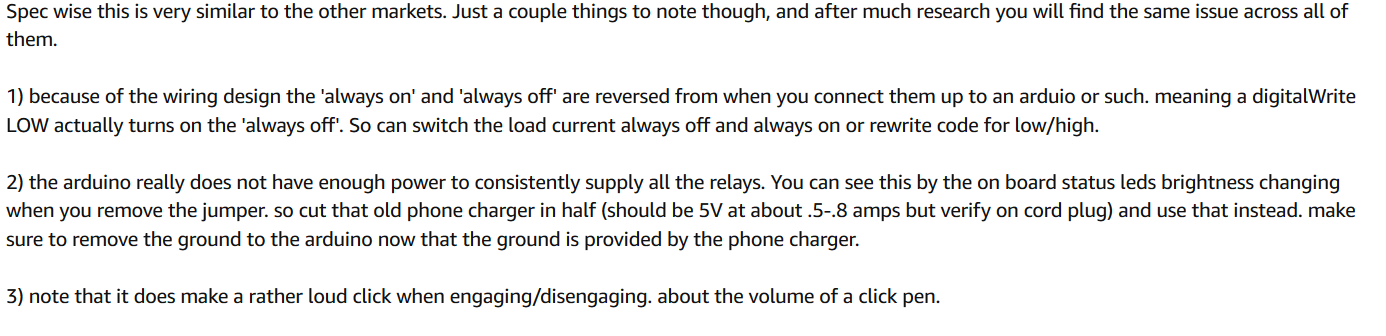 Spec wise this is very similar to the other markets. Just a couple things to note though, and after much research you will find the same issue across all of
them.
1) because of the wiring design the 'always on' and 'always off' are reversed from when you connect them up to an arduio or such. meaning a digitalWrite
LOW actually turns on the 'always off'. So can switch the load current always off and always on or rewrite code for low/high.
2) the arduino really does not have enough power to consistently supply all the relays. You can see this by the on board status leds brightness changing
when you remove the jumper. so cut that old phone charger in half (should be 5V at about .5-.8 amps but verify on cord plug) and use that instead. make
sure to remove the ground to the arduino now that the ground is provided by the phone charger.
3) note that it does make a rather loud click when engaging/disengaging. about the volume of a click pen.